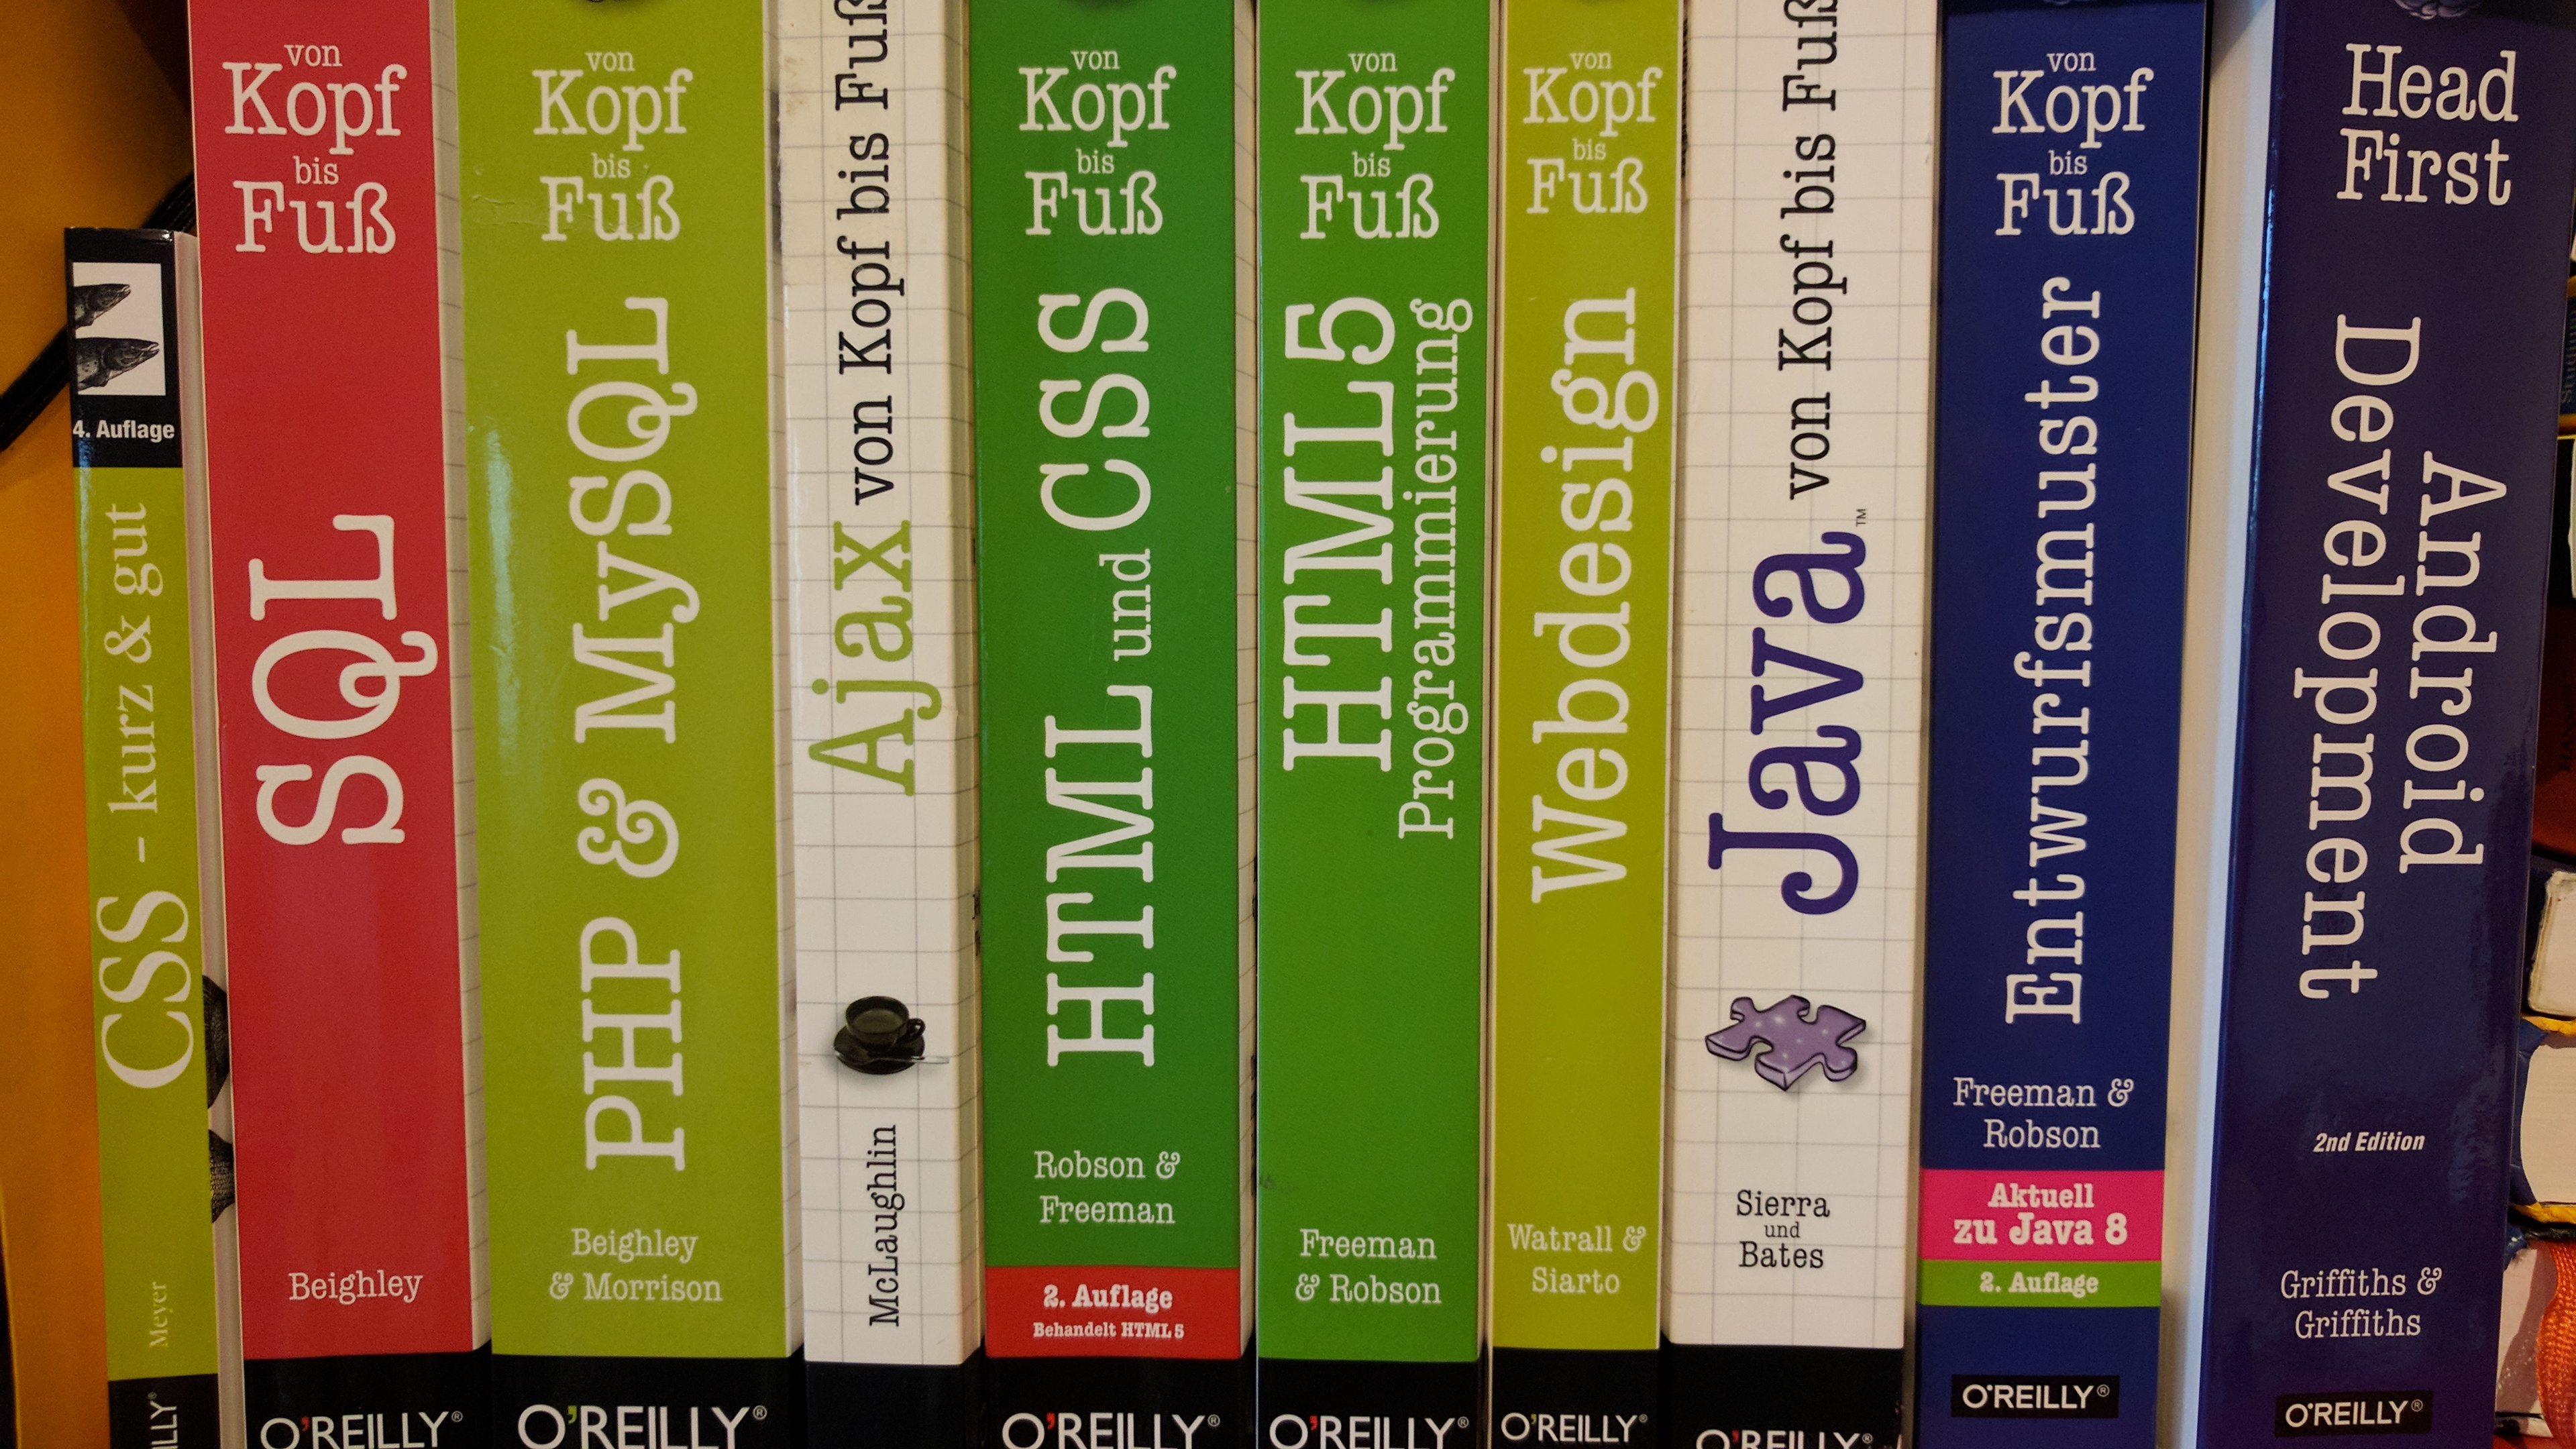 4. Auflage
CSS – kurz & gut
Meyer
von
Kopf
bis
Fuß
SQL
Beighley
O'REILLY®
von
Kopf
bis
Fuß
PHP & MySQL
Beighley
& Morrison
O'REILLY®
Ajax von Kopf bis Fuß
McLaughlin
von
Kopf
bis
Fuß
HTML und CSS
Robson &
Freeman
2. Auflage
Behandelt HTML 5
O'REILLY®
von
Kopf
bis
Fuß
HTML5
Programmierung
Freeman
& Robson
O'REILLY®
von
Kopf
bis
Fuß
Webdesign
Watrall &
Siarto
O'REILLY®
Java™ von Kopf bis Fuß
Sierra
und
Bates
O'REILLY®
von
Kopf
bis
Fuß
Entwurfsmuster
Freeman &
Robson
Aktuell
zu Java 8
2. Auflage
O'REILLY®
Head
First
Android
Development
2nd Edition
Griffiths &
Griffiths
O'REILLY®